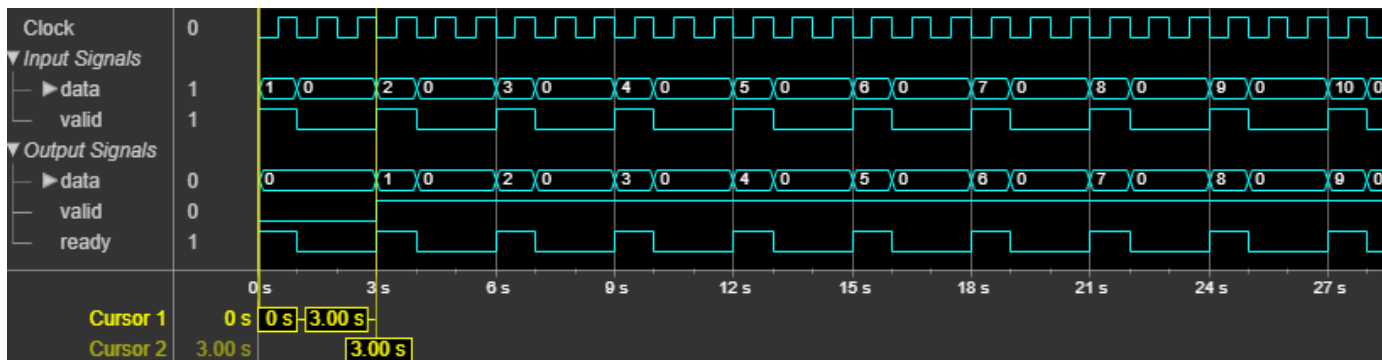 Clock 0
▼ Input Signals
▶ data 1 1 0 2 0 3 0 4 0 5 0 6 0 7 0 8 0 9 0 10 0
valid 1
▼ Output Signals
▶ data 0 0 1 0 2 0 3 0 4 0 5 0 6 0 7 0 8 0 9 0
valid 0
ready 1
0 s 3 s 6 s 9 s 12 s 15 s 18 s 21 s 24 s 27 s
Cursor 1 0 s 0 s 3.00 s
Cursor 2 3.00 s 3.00 s